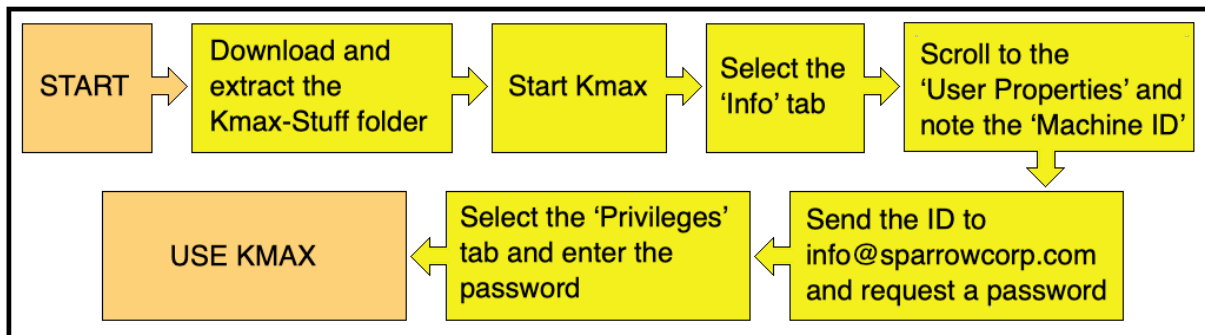 START
Download and
extract the
Kmax-Stuff folder
Start Kmax
Select the
‘Info’ tab
Scroll to the
‘User Properties’ and
note the ‘Machine ID’
Send the ID to
info@sparrowcorp.com
and request a password
Select the ‘Privileges’
tab and enter the
password
USE KMAX